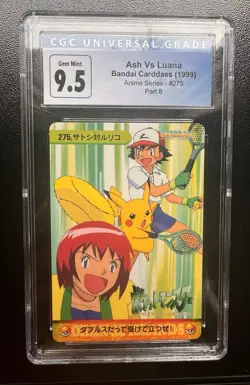 CGC UNIVERSAL GRADE
Gem Mint
9.5
Ash Vs Luana
Bandai Carddass (1999)
Anime Series - #275
Part 8
275.サトシ対ルリコ
ダブルスだって受けて立つぜ!